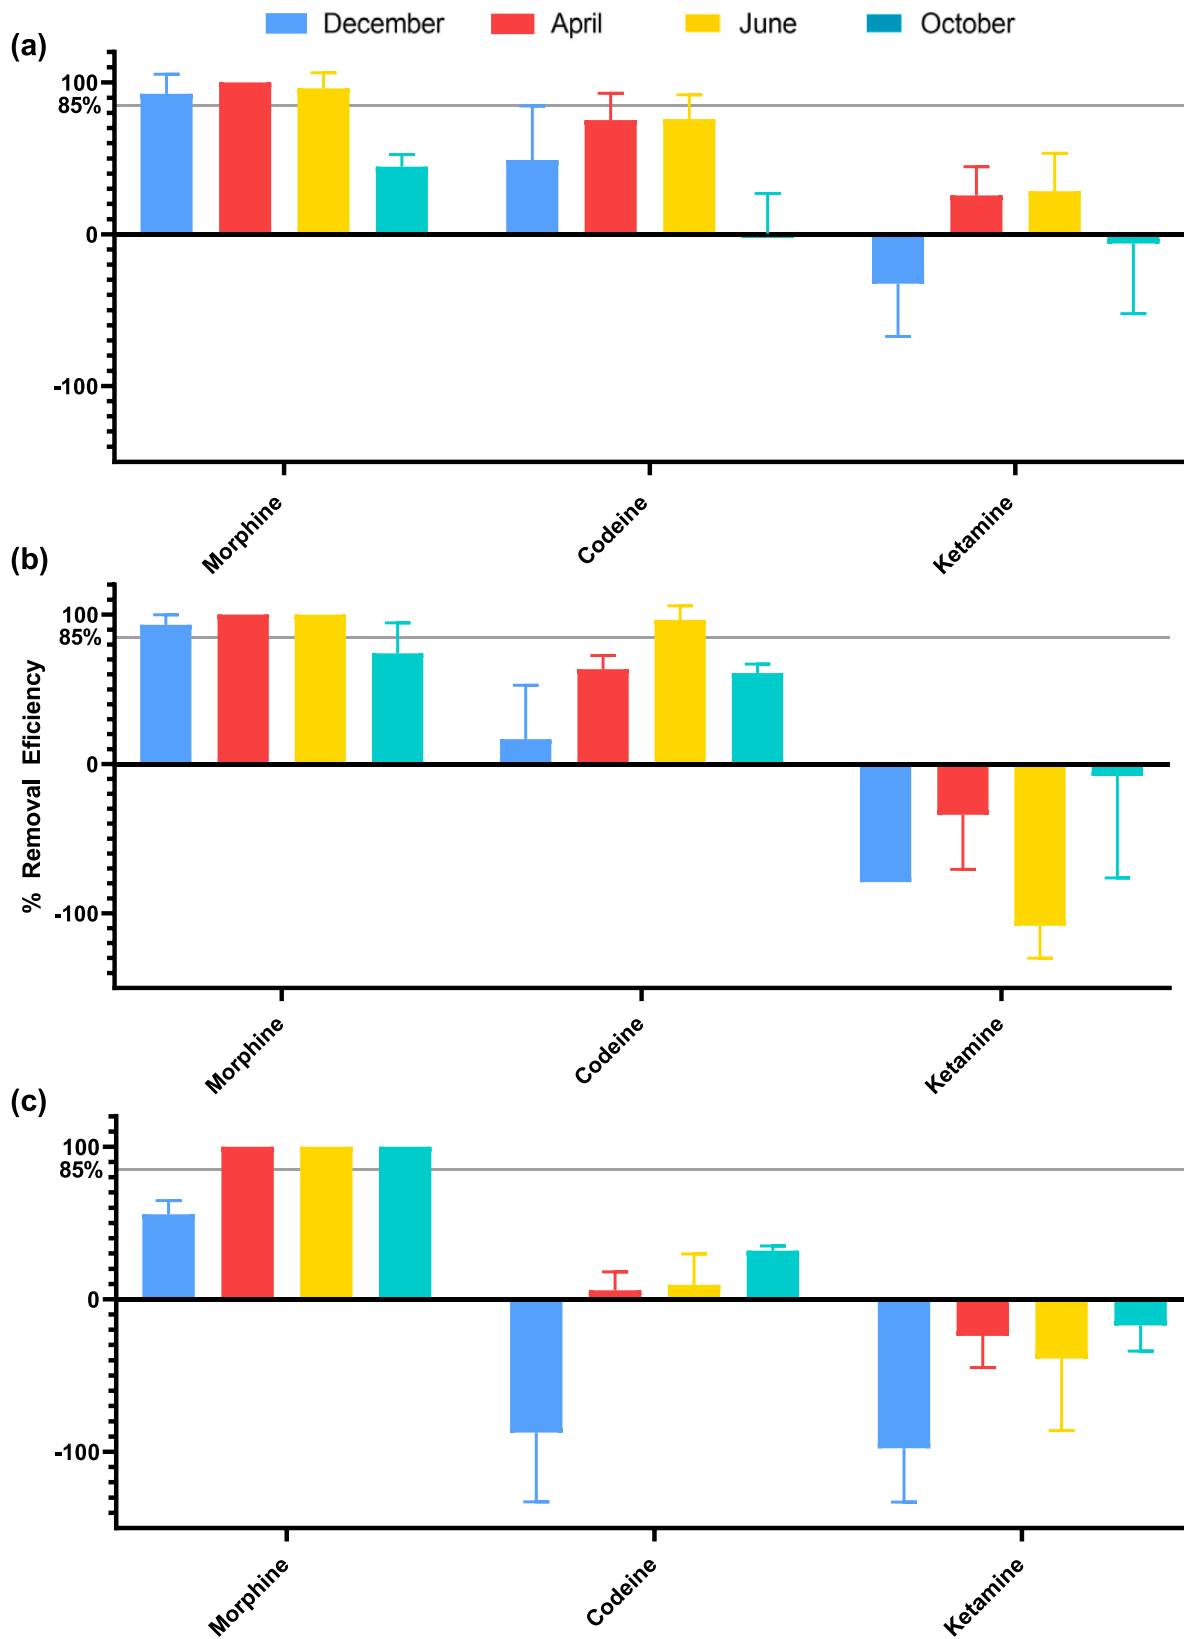 December April June October
(a)
100
85%
0
-100
Morphine Codeine Ketamine
(b)
% Removal Eficiency
100
85%
0
-100
Morphine Codeine Ketamine
(c)
100
85%
0
-100
Morphine Codeine Ketamine